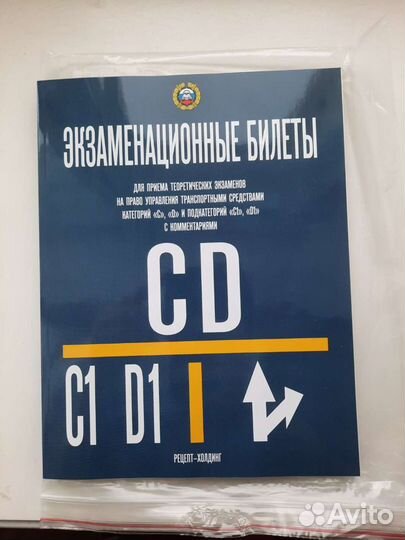 ЭКЗАМЕНАЦИОННЫЕ БИЛЕТЫ
ДЛЯ ПРИЕМА ТЕОРЕТИЧЕСКИХ ЭКЗАМЕНОВ
НА ПРАВО УПРАВЛЕНИЯ ТРАНСПОРТНЫМИ СРЕДСТВАМИ
КАТЕГОРИЙ «C», «D» И ПОДКАТЕГОРИЙ «C1», «D1»
С КОММЕНТАРИЯМИ
C D
C1 D1
РЕЦЕПТ-ХОЛДИНГ
Avito